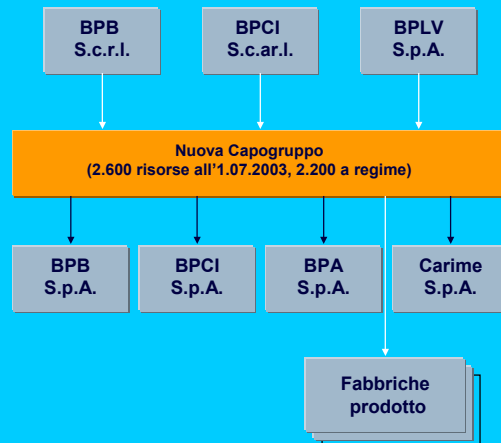 BPB
S.c.r.l.
BPCI
S.c.ar.l.
BPLV
S.p.A.
Nuova Capogruppo
(2.600 risorse all'1.07.2003, 2.200 a regime)
BPB
S.p.A.
BPCI
S.p.A.
BPA
S.p.A.
Carime
S.p.A.
Fabbriche
prodotto